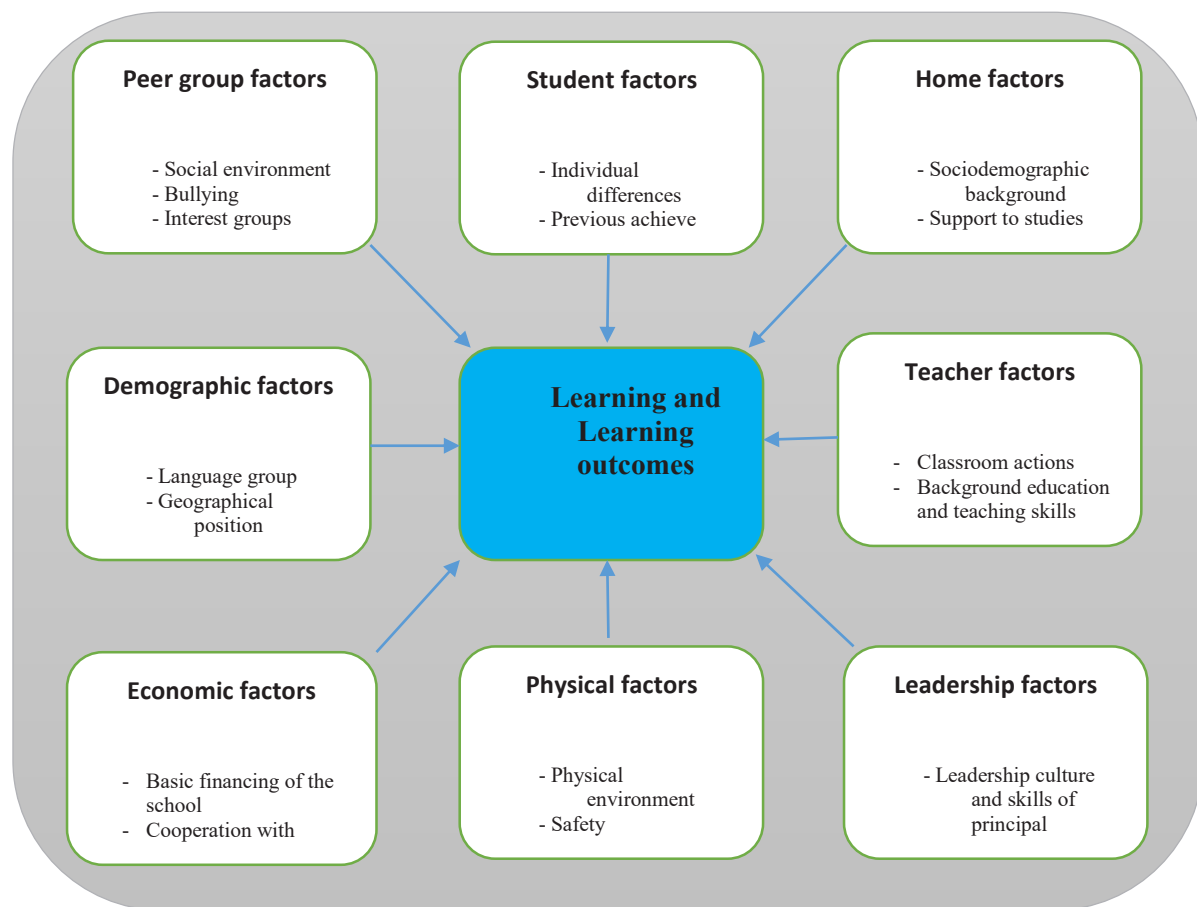 Peer group factors
- Social environment
- Bullying
- Interest groups
Student factors
- Individual
differences
- Previous achieve
Home factors
- Sociodemographic
background
- Support to studies
Demographic factors
- Language group
- Geographical
position
Learning and
Learning
outcomes
Teacher factors
- Classroom actions
- Background education
and teaching skills
Economic factors
- Basic financing of the
school
- Cooperation with
Physical factors
- Physical
environment
- Safety
Leadership factors
- Leadership culture
and skills of
principal